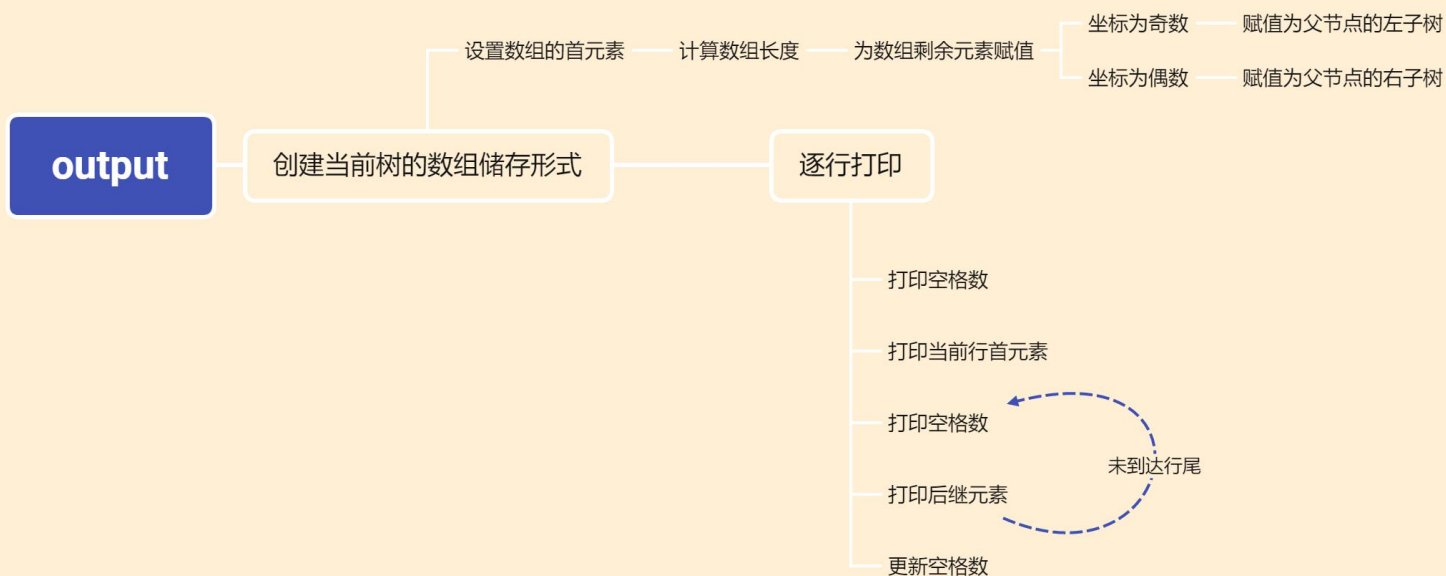 坐标为奇数 赋值为父节点的左子树
设置数组的首元素 计算数组长度 为数组剩余元素赋值
坐标为偶数 赋值为父节点的右子树
output 创建当前树的数组储存形式 逐行打印
打印空格数
打印当前行首元素
打印空格数
未到达行尾
打印后继元素
更新空格数